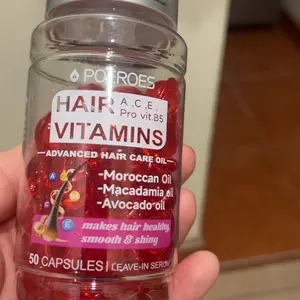 POEROES
HAIR A,C,E,
Pro vit.B5
VITAMINS
ADVANCED HAIR CARE OIL
-Moroccan Oil
-Macadamia oil
-Avocado oil
A
E
makes hair healthy,
smooth & shiny
50 CAPSULES | LEAVE-IN SERUM